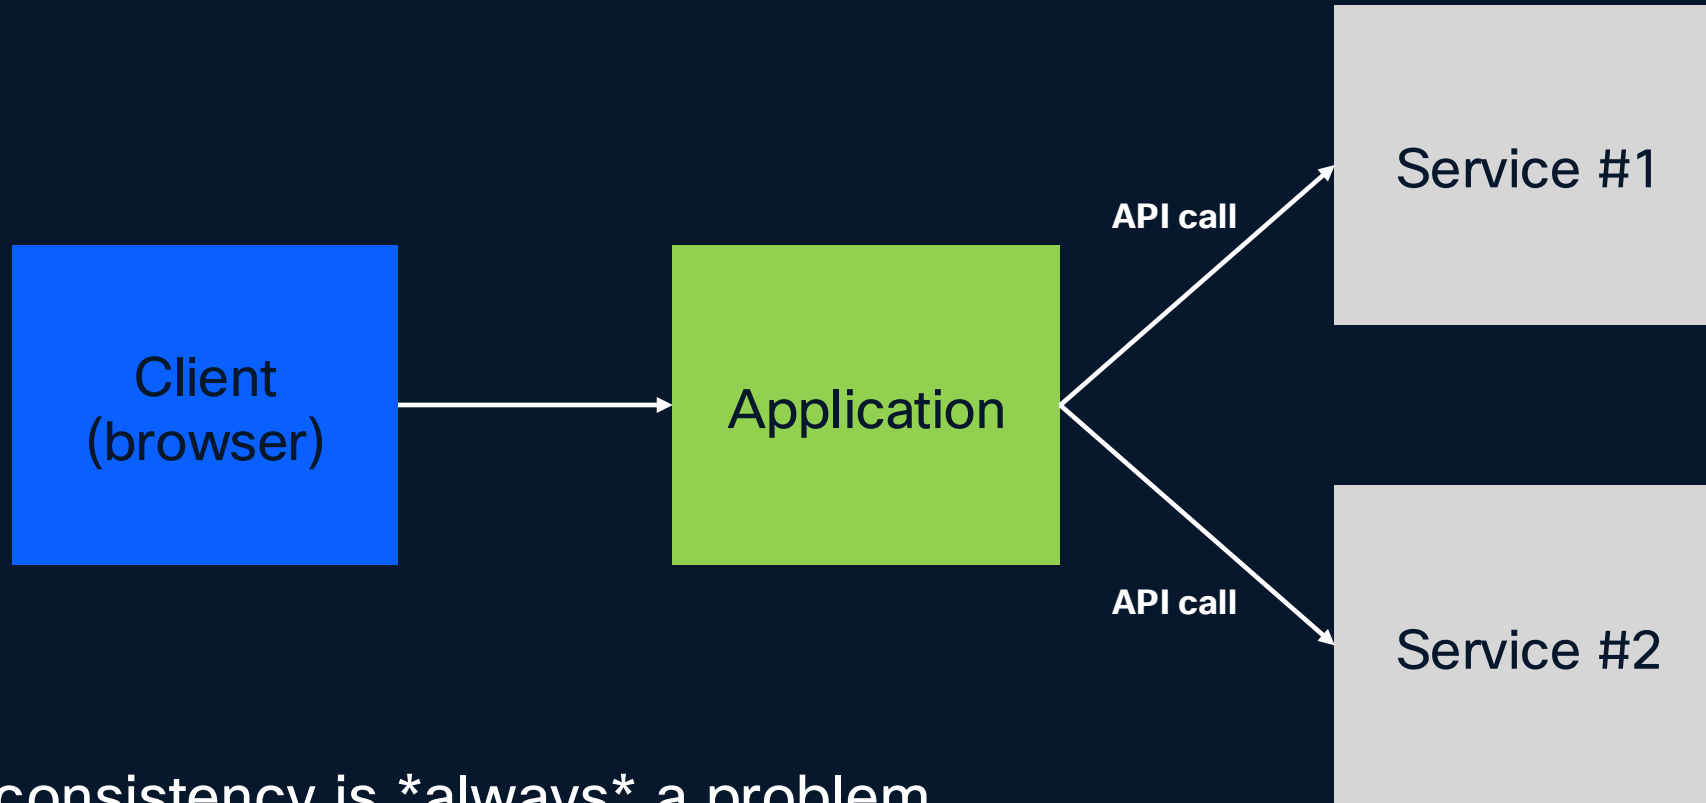 Client
(browser)
Application
API call
API call
Service #1
Service #2
consistency is *always* a problem